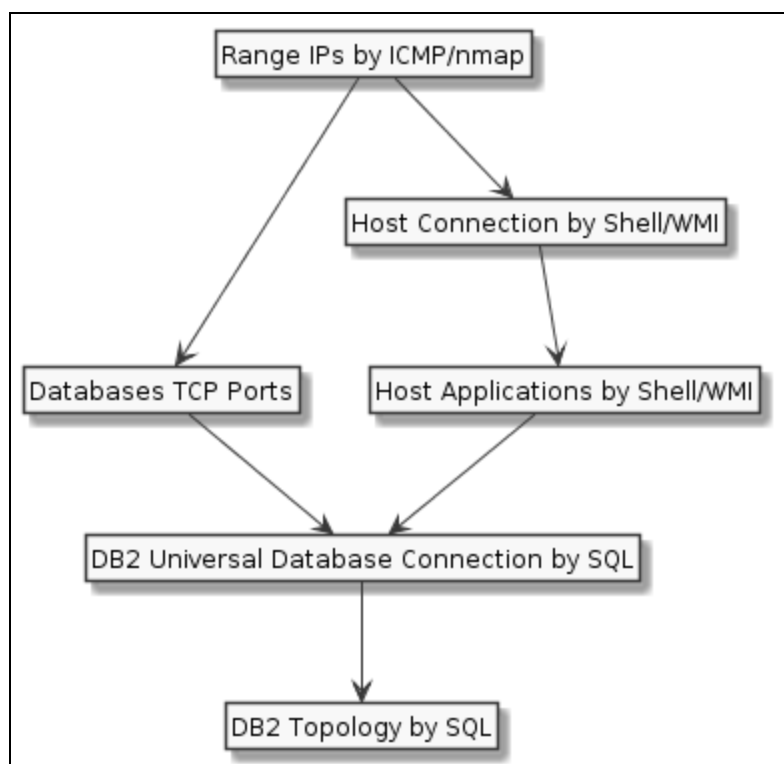 Range IPs by ICMP/nmap
Host Connection by Shell/WMI
Databases TCP Ports
Host Applications by Shell/WMI
DB2 Universal Database Connection by SQL
DB2 Topology by SQL